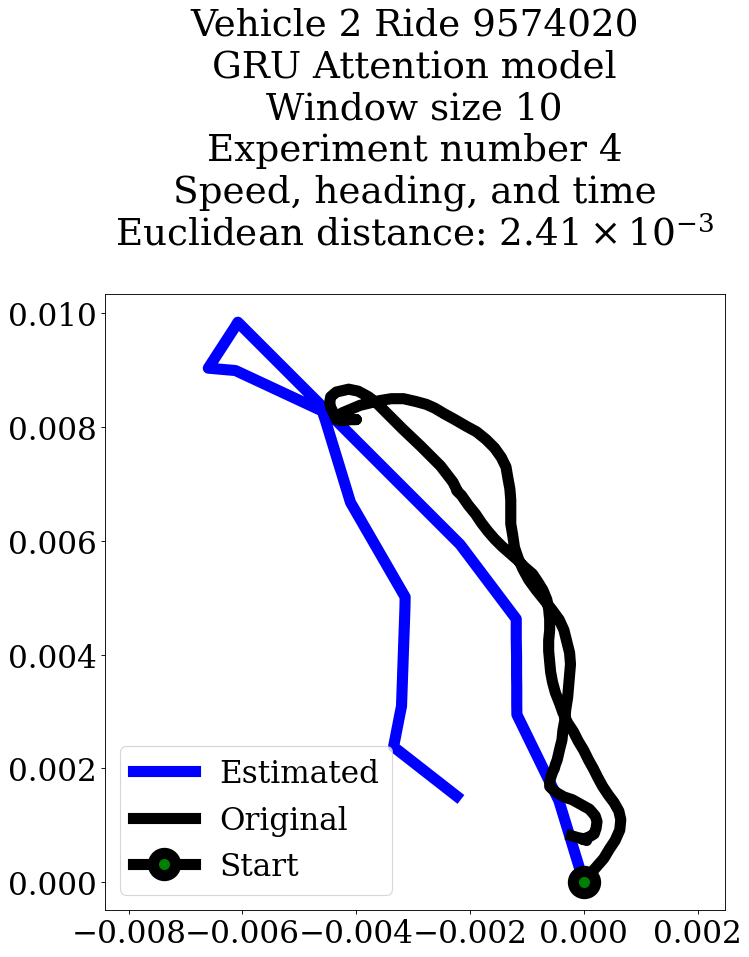 Vehicle 2 Ride 9574020
GRU Attention model
Window size 10
Experiment number 4
Speed, heading, and time
Euclidean distance: 2.41 × 10⁻³
0.010
0.008
0.006
0.004
0.002
0.000
Estimated
Original
Start
−0.008 −0.006 −0.004 −0.002 0.000 0.002